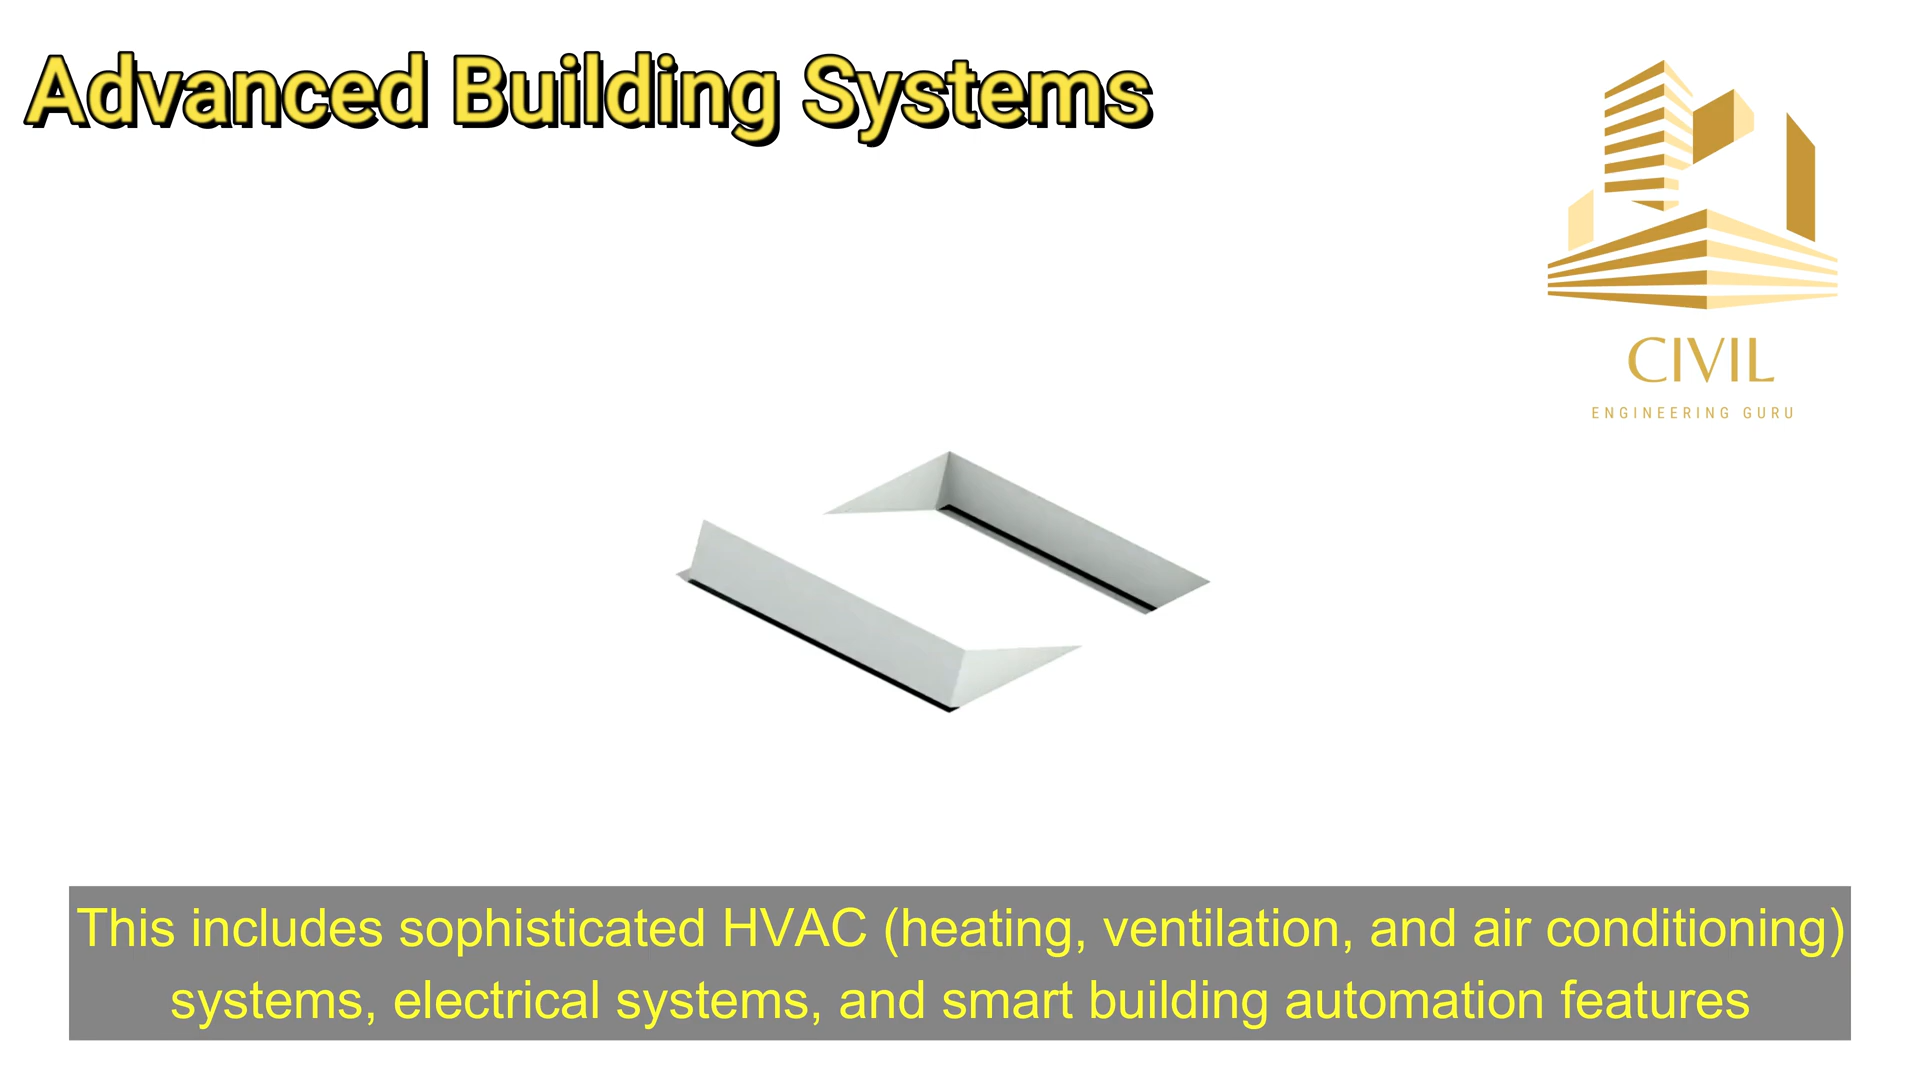 Advanced Building Systems
CIVIL
ENGINEERING GURU
This includes sophisticated HVAC (heating, ventilation, and air conditioning)
systems, electrical systems, and smart building automation features